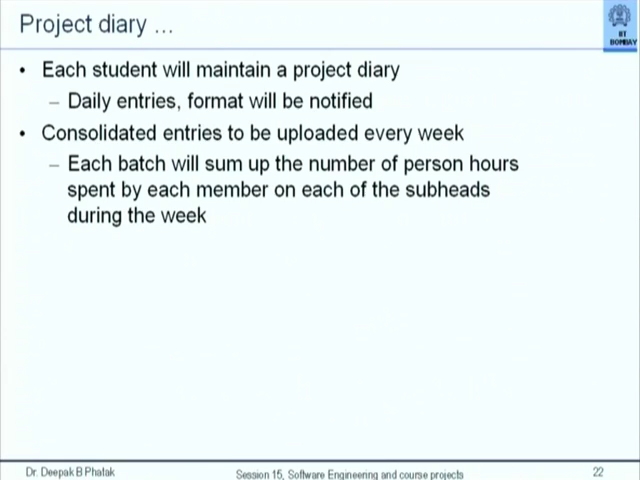 Project diary ...
IIT
BOMBAY
• Each student will maintain a project diary
– Daily entries, format will be notified
• Consolidated entries to be uploaded every week
– Each batch will sum up the number of person hours
spent by each member on each of the subheads
during the week
Dr. Deepak B Phatak
Session 15, Software Engineering and course projects
22